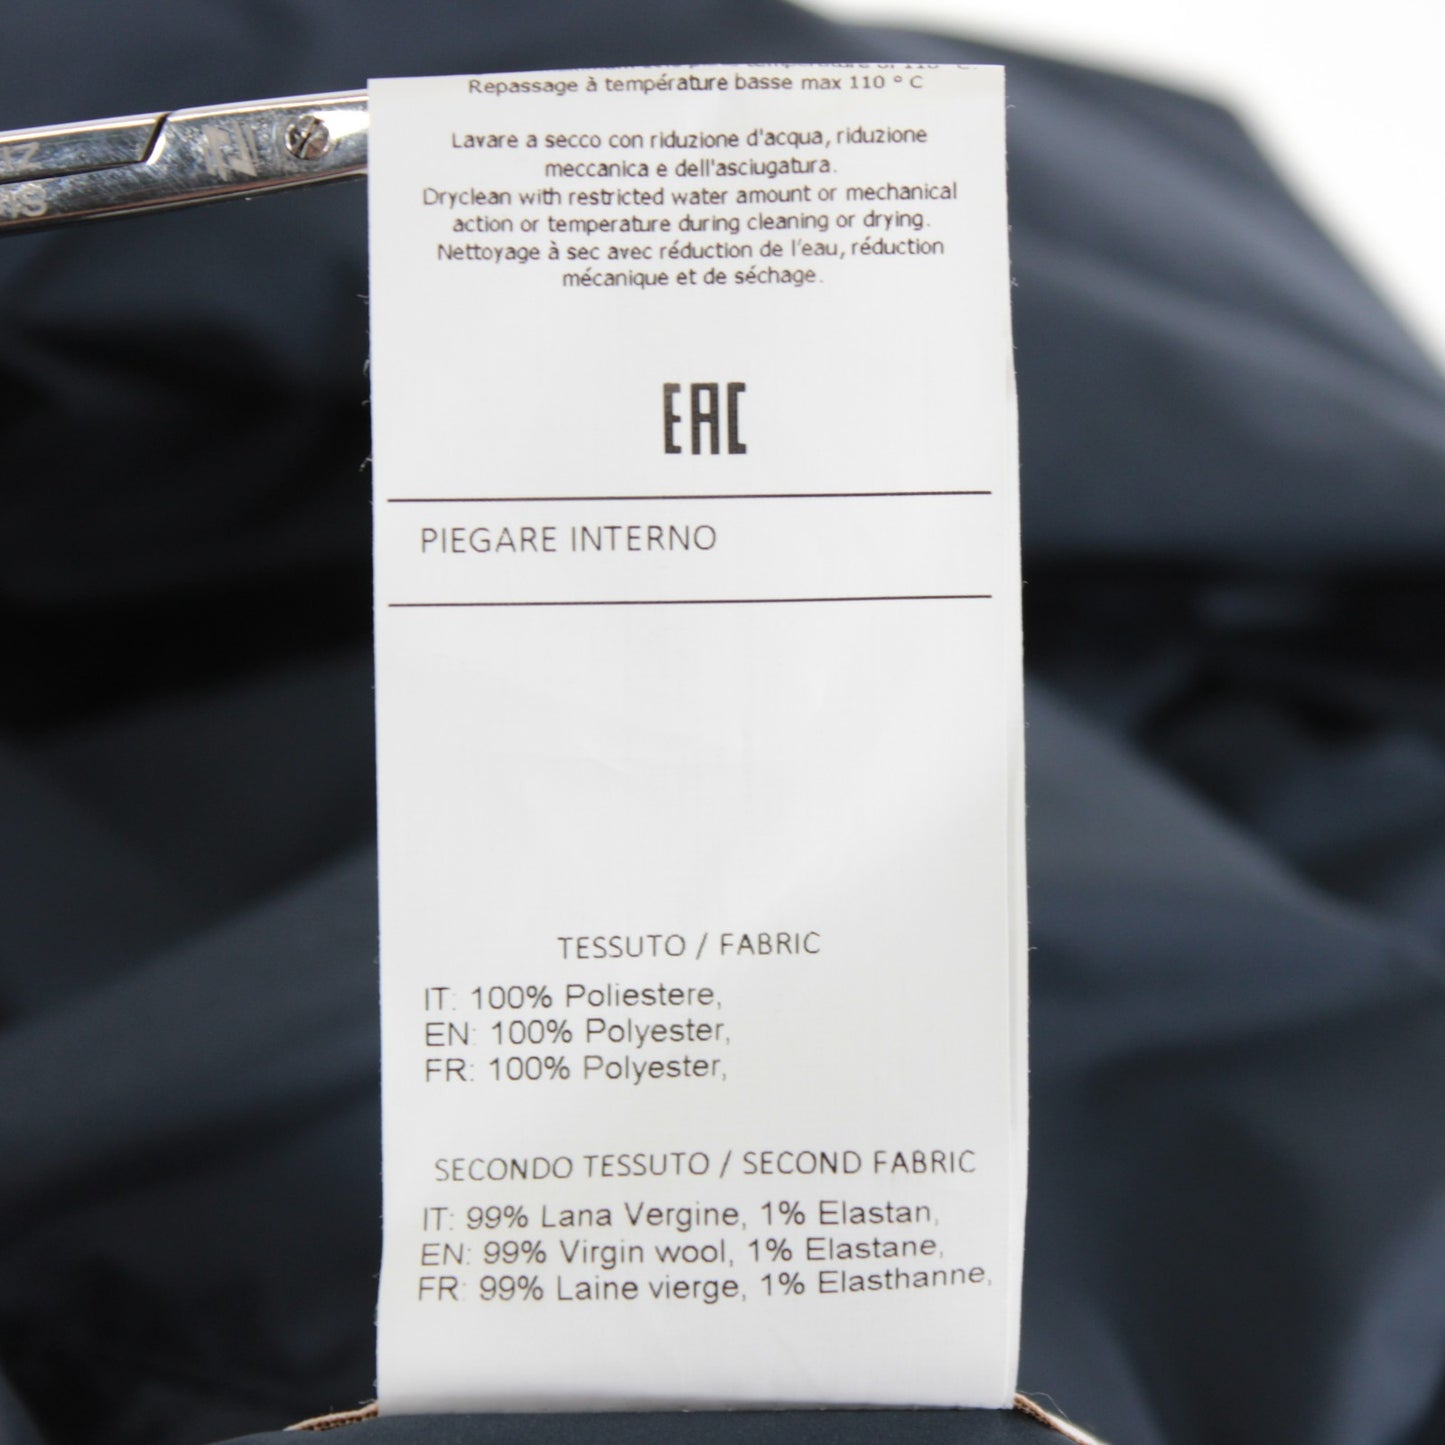 temperature of 110 ° C.
Repassage à température basse max 110 ° C
Lavare a secco con riduzione d'acqua, riduzione
meccanica e dell'asciugatura.
Dryclean with restricted water amount or mechanical
action or temperature during cleaning or drying.
Nettoyage à sec avec réduction de l'eau, réduction
mécanique et de séchage.
EAC
PIEGARE INTERNO
TESSUTO / FABRIC
IT: 100% Poliestere,
EN: 100% Polyester,
FR: 100% Polyester,
SECONDO TESSUTO / SECOND FABRIC
IT: 99% Lana Vergine, 1% Elastan,
EN: 99% Virgin wool, 1% Elastane,
FR: 99% Laine vierge, 1% Elasthanne,